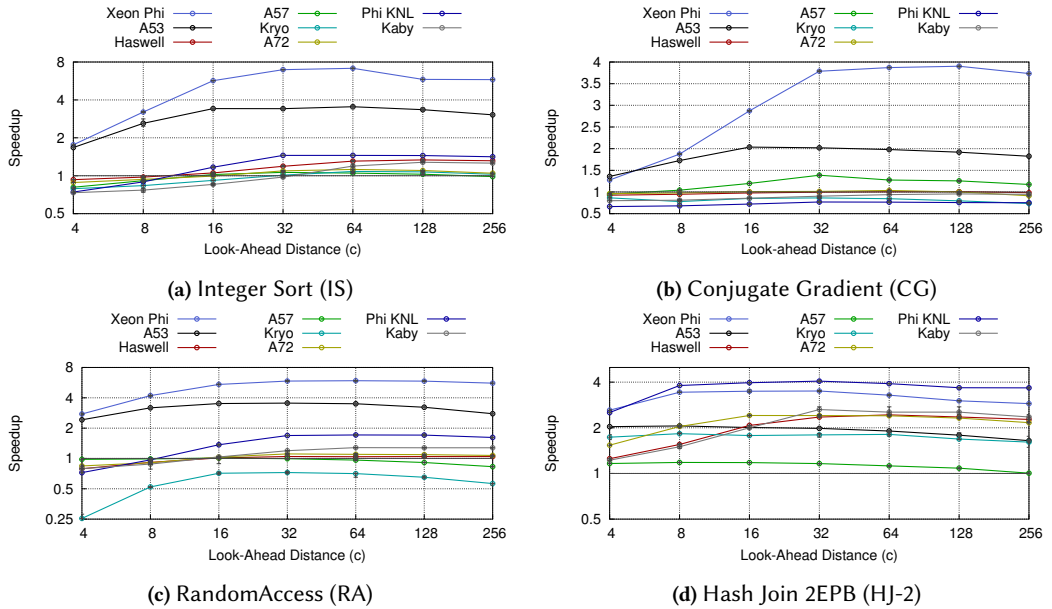 Xeon Phi A57 Phi KNL
A53 Kryo Kaby
Haswell A72
8
4
2
1
0.5
Speedup
4 8 16 32 64 128 256
Look-Ahead Distance (c)
(a) Integer Sort (IS)
Xeon Phi A57 Phi KNL
A53 Kryo Kaby
Haswell A72
4
3.5
3
2.5
2
1.5
1
0.5
Speedup
4 8 16 32 64 128 256
Look-ahead Distance (c)
(b) Conjugate Gradient (CG)
Xeon Phi A57 Phi KNL
A53 Kryo Kaby
Haswell A72
8
4
2
1
0.5
0.25
Speedup
4 8 16 32 64 128 256
Look-Ahead Distance (c)
(c) RandomAccess (RA)
Xeon Phi A57 Phi KNL
A53 Kryo Kaby
Haswell A72
4
2
1
0.5
Speedup
4 8 16 32 64 128 256
Look-Ahead Distance (c)
(d) Hash Join 2EPB (HJ-2)